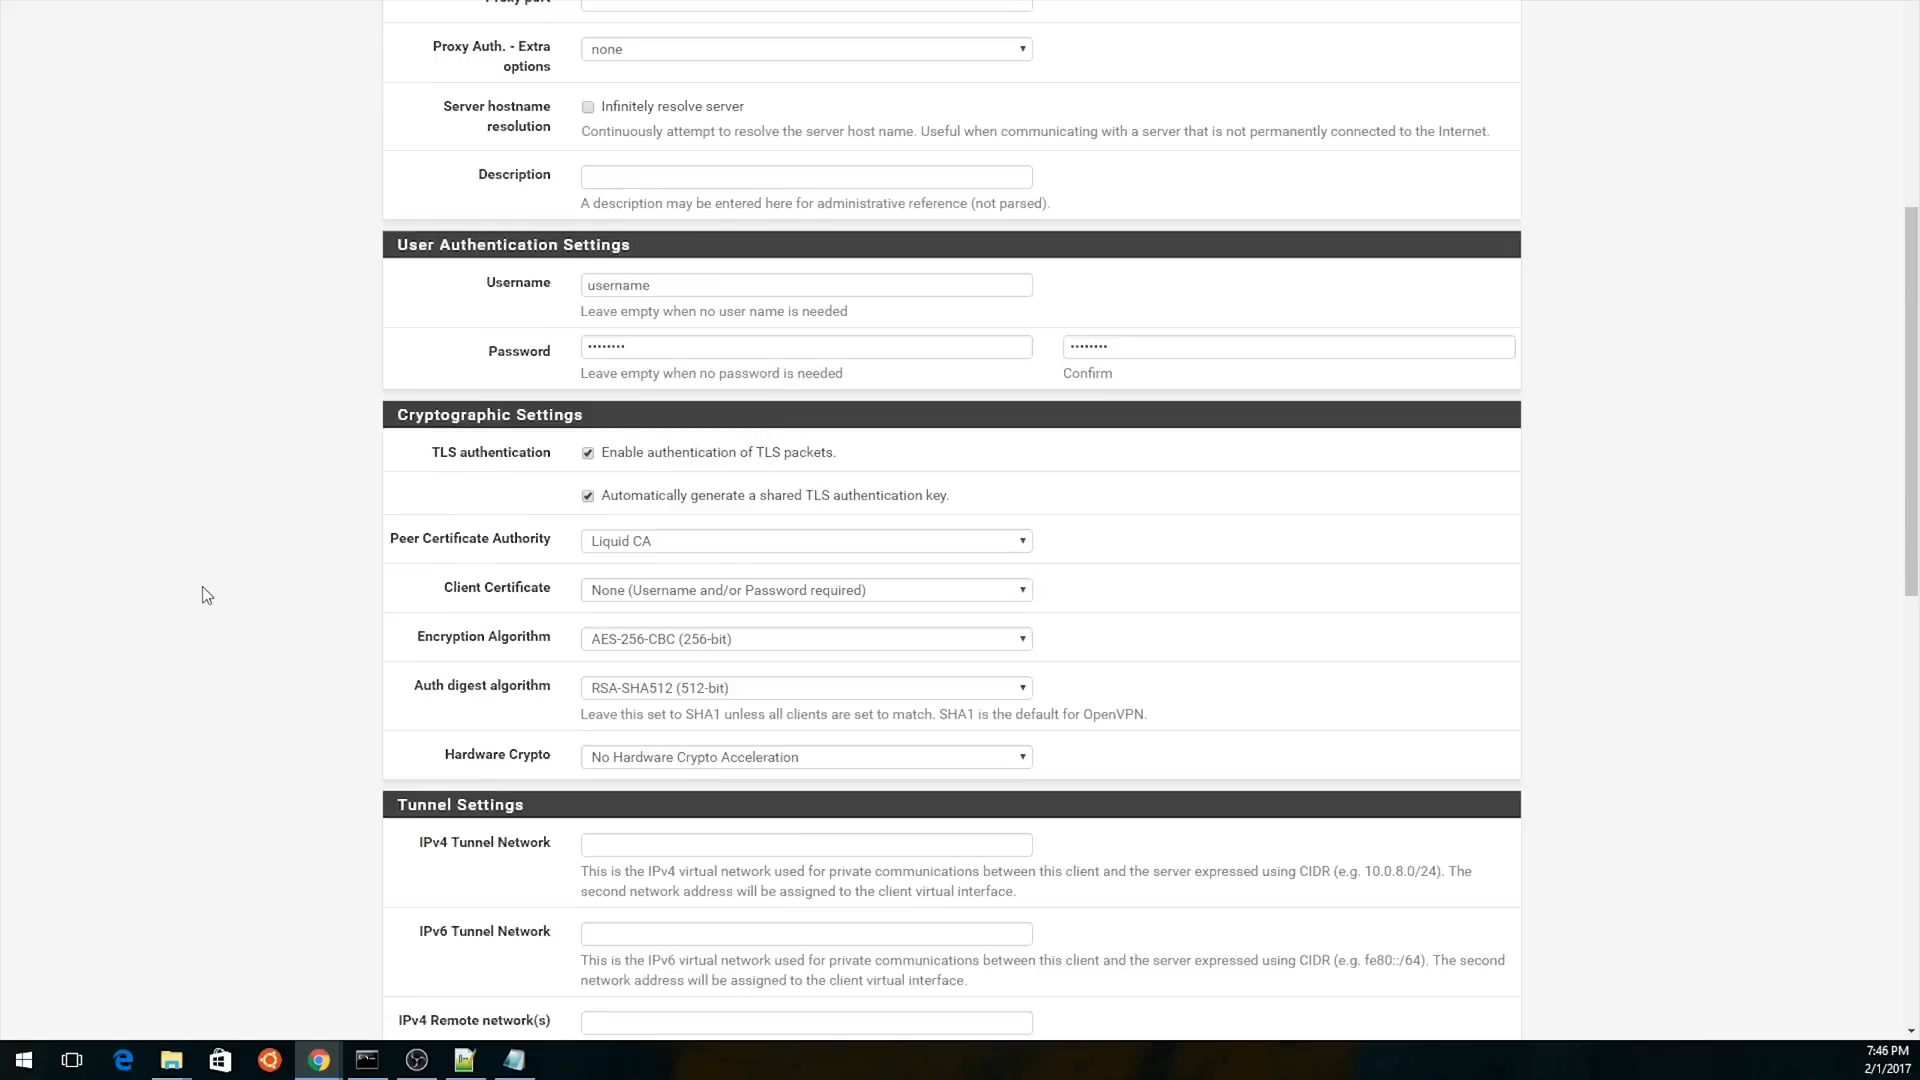 Proxy port
Proxy Auth. - Extra
options
none
Server hostname
resolution
Infinitely resolve server
Continuously attempt to resolve the server host name. Useful when communicating with a server that is not permanently connected to the Internet.
Description
A description may be entered here for administrative reference (not parsed).
User Authentication Settings
Username
username
Leave empty when no user name is needed
Password
••••••••
••••••••
Leave empty when no password is needed
Confirm
Cryptographic Settings
TLS authentication
Enable authentication of TLS packets.
Automatically generate a shared TLS authentication key.
Peer Certificate Authority
Liquid CA
Client Certificate
None (Username and/or Password required)
Encryption Algorithm
AES-256-CBC (256-bit)
Auth digest algorithm
RSA-SHA512 (512-bit)
Leave this set to SHA1 unless all clients are set to match. SHA1 is the default for OpenVPN.
Hardware Crypto
No Hardware Crypto Acceleration
Tunnel Settings
IPv4 Tunnel Network
This is the IPv4 virtual network used for private communications between this client and the server expressed using CIDR (e.g. 10.0.8.0/24). The
second network address will be assigned to the client virtual interface.
IPv6 Tunnel Network
This is the IPv6 virtual network used for private communications between this client and the server expressed using CIDR (e.g. fe80::/64). The second
network address will be assigned to the client virtual interface.
IPv4 Remote network(s)
7:46 PM
2/1/2017